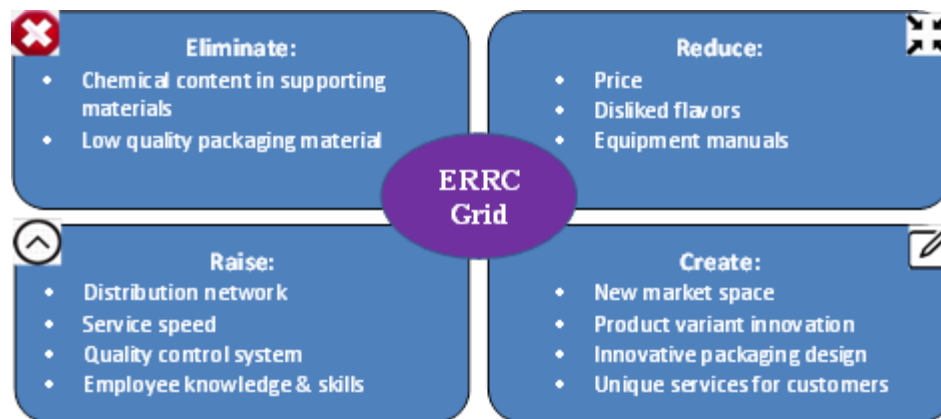 Eliminate:
• Chemical content in supporting
materials
• Low quality packaging material
Reduce:
• Price
• Disliked flavors
• Equipment manuals
ERRC
Grid
Raise:
• Distribution network
• Service speed
• Quality control system
• Employee knowledge & skills
Create:
• New market space
• Product variant innovation
• Innovative packaging design
• Unique services for customers